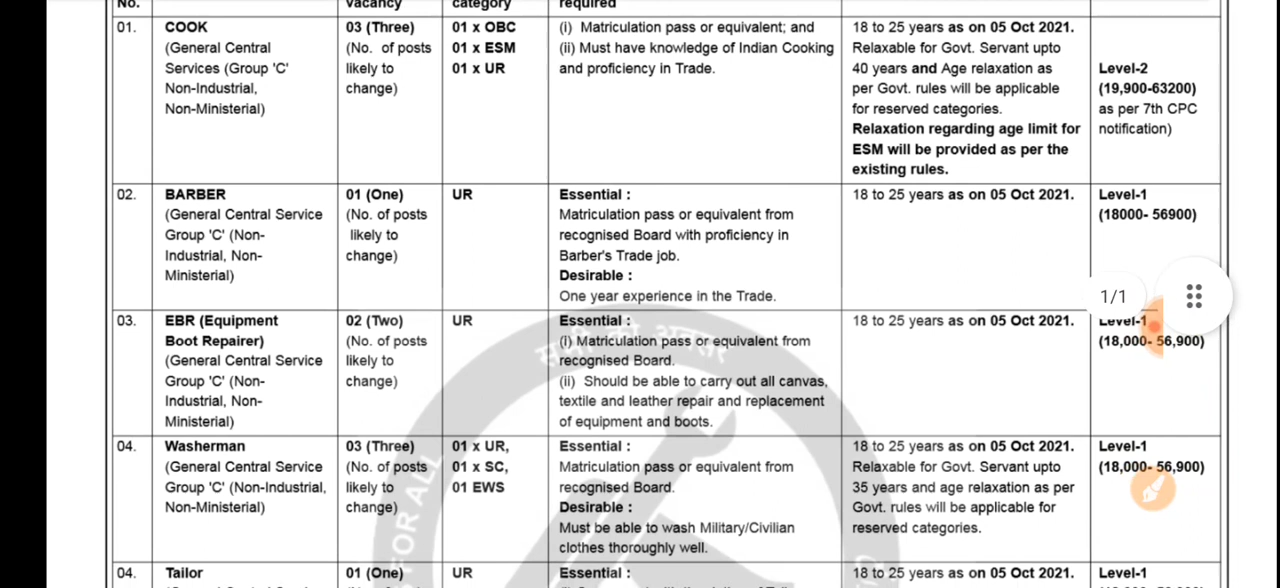 No. vacancy category required
01.
COOK
(General Central
Services (Group 'C'
Non-Industrial,
Non-Ministerial)
03 (Three)
(No. of posts
likely to
change)
01 x OBC
01 x ESM
01 x UR
(i) Matriculation pass or equivalent; and
(ii) Must have knowledge of Indian Cooking
and proficiency in Trade.
18 to 25 years as on 05 Oct 2021.
Relaxable for Govt. Servant upto
40 years and Age relaxation as
per Govt. rules will be applicable
for reserved categories.
Relaxation regarding age limit for
ESM will be provided as per the
existing rules.
Level-2
(19,900-63200)
as per 7th CPC
notification)
02.
BARBER
(General Central Service
Group 'C' (Non-
Industrial, Non-
Ministerial)
01 (One)
(No. of posts
likely to
change)
UR
Essential :
Matriculation pass or equivalent from
recognised Board with proficiency in
Barber's Trade job.
Desirable :
One year experience in the Trade.
18 to 25 years as on 05 Oct 2021.
Level-1
(18000- 56900)
1/1
03.
EBR (Equipment
Boot Repairer)
(General Central Service
Group 'C' (Non-
Industrial, Non-
Ministerial)
02 (Two)
(No. of posts
likely to
change)
UR
Essential :
(i) Matriculation pass or equivalent from
recognised Board.
(ii) Should be able to carry out all canvas,
textile and leather repair and replacement
of equipment and boots.
18 to 25 years as on 05 Oct 2021.
Level-1
(18,000- 56,900)
सभी को अवसर
FOR ALL
04.
Washerman
(General Central Service
Group 'C' (Non-Industrial,
Non-Ministerial)
03 (Three)
(No. of posts
likely to
change)
01 x UR,
01 x SC,
01 EWS
Essential :
Matriculation pass or equivalent from
recognised Board.
Desirable :
Must be able to wash Military/Civilian
clothes thoroughly well.
18 to 25 years as on 05 Oct 2021.
Relaxable for Govt. Servant upto
35 years and age relaxation as per
Govt. rules will be applicable for
reserved categories.
Level-1
(18,000- 56,900)
04.
Tailor
01 (One)
UR
Essential :
18 to 25 years as on 05 Oct 2021.
Level-1